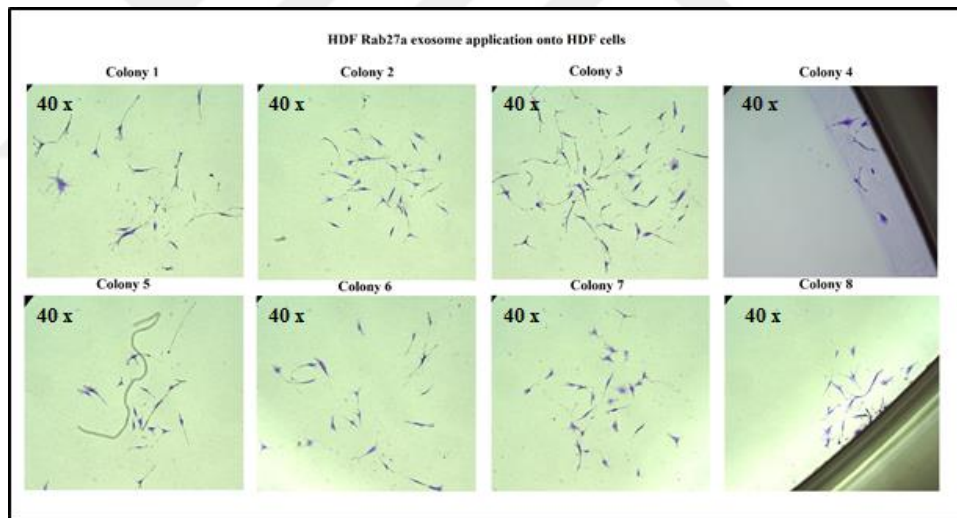 HDF Rab27a exosome application onto HDF cells
Colony 1
Colony 2
Colony 3
Colony 4
40 x
40 x
40 x
40 x
Colony 5
Colony 6
Colony 7
Colony 8
40 x
40 x
40 x
40 x